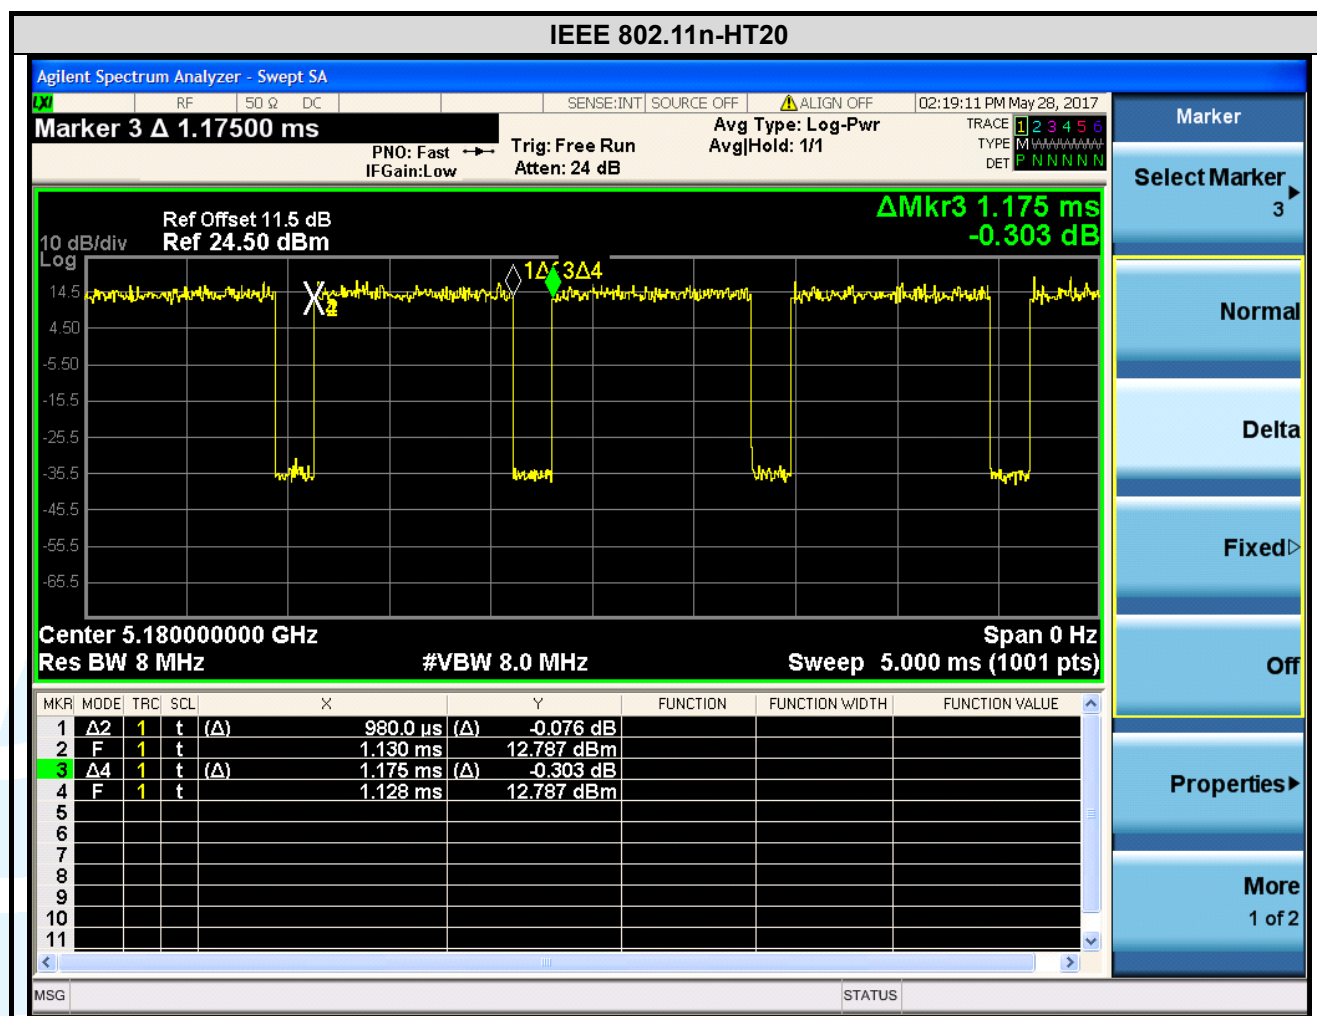 IEEE 802.11n-HT20
Agilent Spectrum Analyzer - Swept SA
LXI RF 50 Ω DC SENSE:INT SOURCE OFF ALIGN OFF 02:19:11 PM May 28, 2017
Marker 3 Δ 1.17500 ms
PNO: Fast
IFGain:Low
Trig: Free Run
Atten: 24 dB
Avg Type: Log-Pwr
Avg|Hold: 1/1
TRACE 1 2 3 4 5 6
TYPE M W W W W W
DET P N N N N N
ΔMkr3 1.175 ms
-0.303 dB
Ref Offset 11.5 dB
10 dB/div Ref 24.50 dBm
Log
14.5
4.50
-5.50
-15.5
-25.5
-35.5
-45.5
-55.5
-65.5
3Δ4
Center 5.180000000 GHz Span 0 Hz
Res BW 8 MHz #VBW 8.0 MHz Sweep 5.000 ms (1001 pts)
MKR MODE TRC SCL X Y FUNCTION FUNCTION WIDTH FUNCTION VALUE
1 Δ2 1 t (Δ) 980.0 µs (Δ) -0.076 dB
2 F 1 t 1.130 ms 12.787 dBm
3 Δ4 1 t (Δ) 1.175 ms (Δ) -0.303 dB
4 F 1 t 1.128 ms 12.787 dBm
5
6
7
8
9
10
11
MSG STATUS
Marker
Select Marker
3
Normal
Delta
Fixed
Off
Properties
More
1 of 2